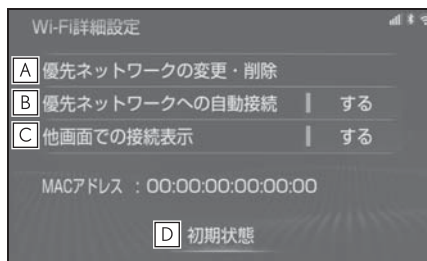 Wi-Fi詳細設定
A 優先ネットワークの変更・削除
B 優先ネットワークへの自動接続 する
C 他画面での接続表示 する
MACアドレス ：00:00:00:00:00:00
D 初期状態